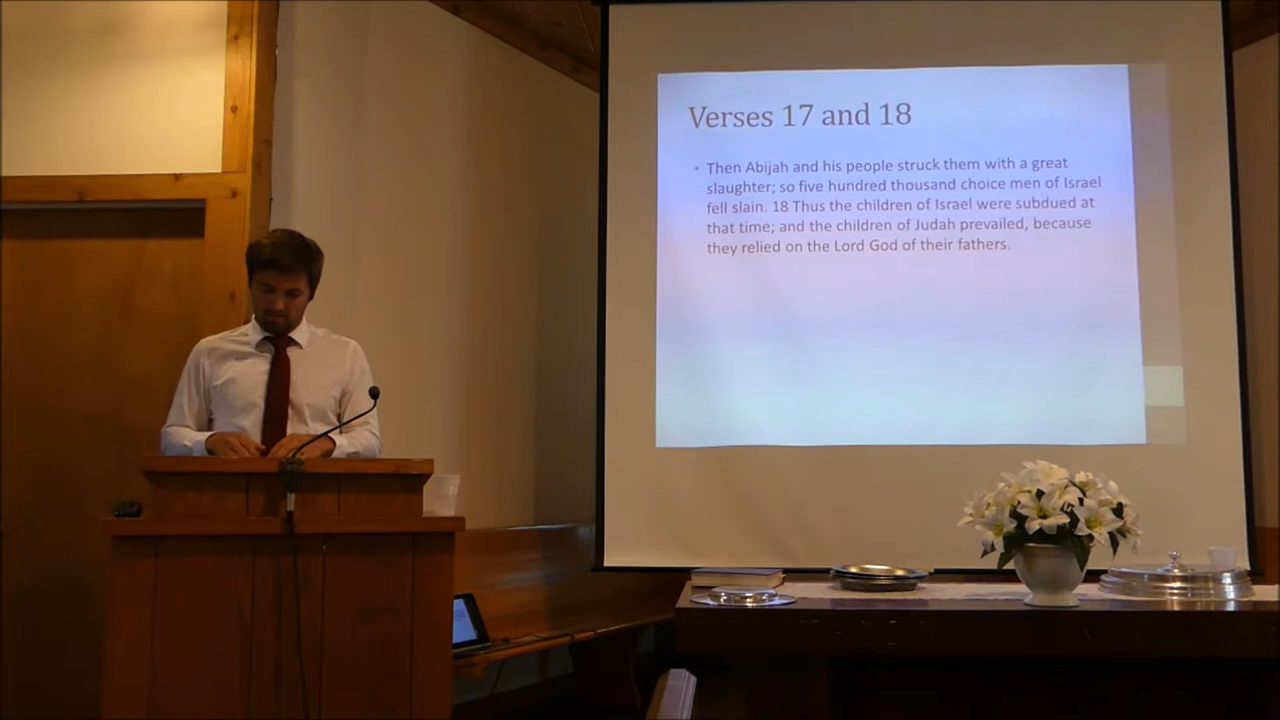 Verses 17 and 18
• Then Abijah and his people struck them with a great
slaughter; so five hundred thousand choice men of Israel
fell slain. 18 Thus the children of Israel were subdued at
that time; and the children of Judah prevailed, because
they relied on the Lord God of their fathers.